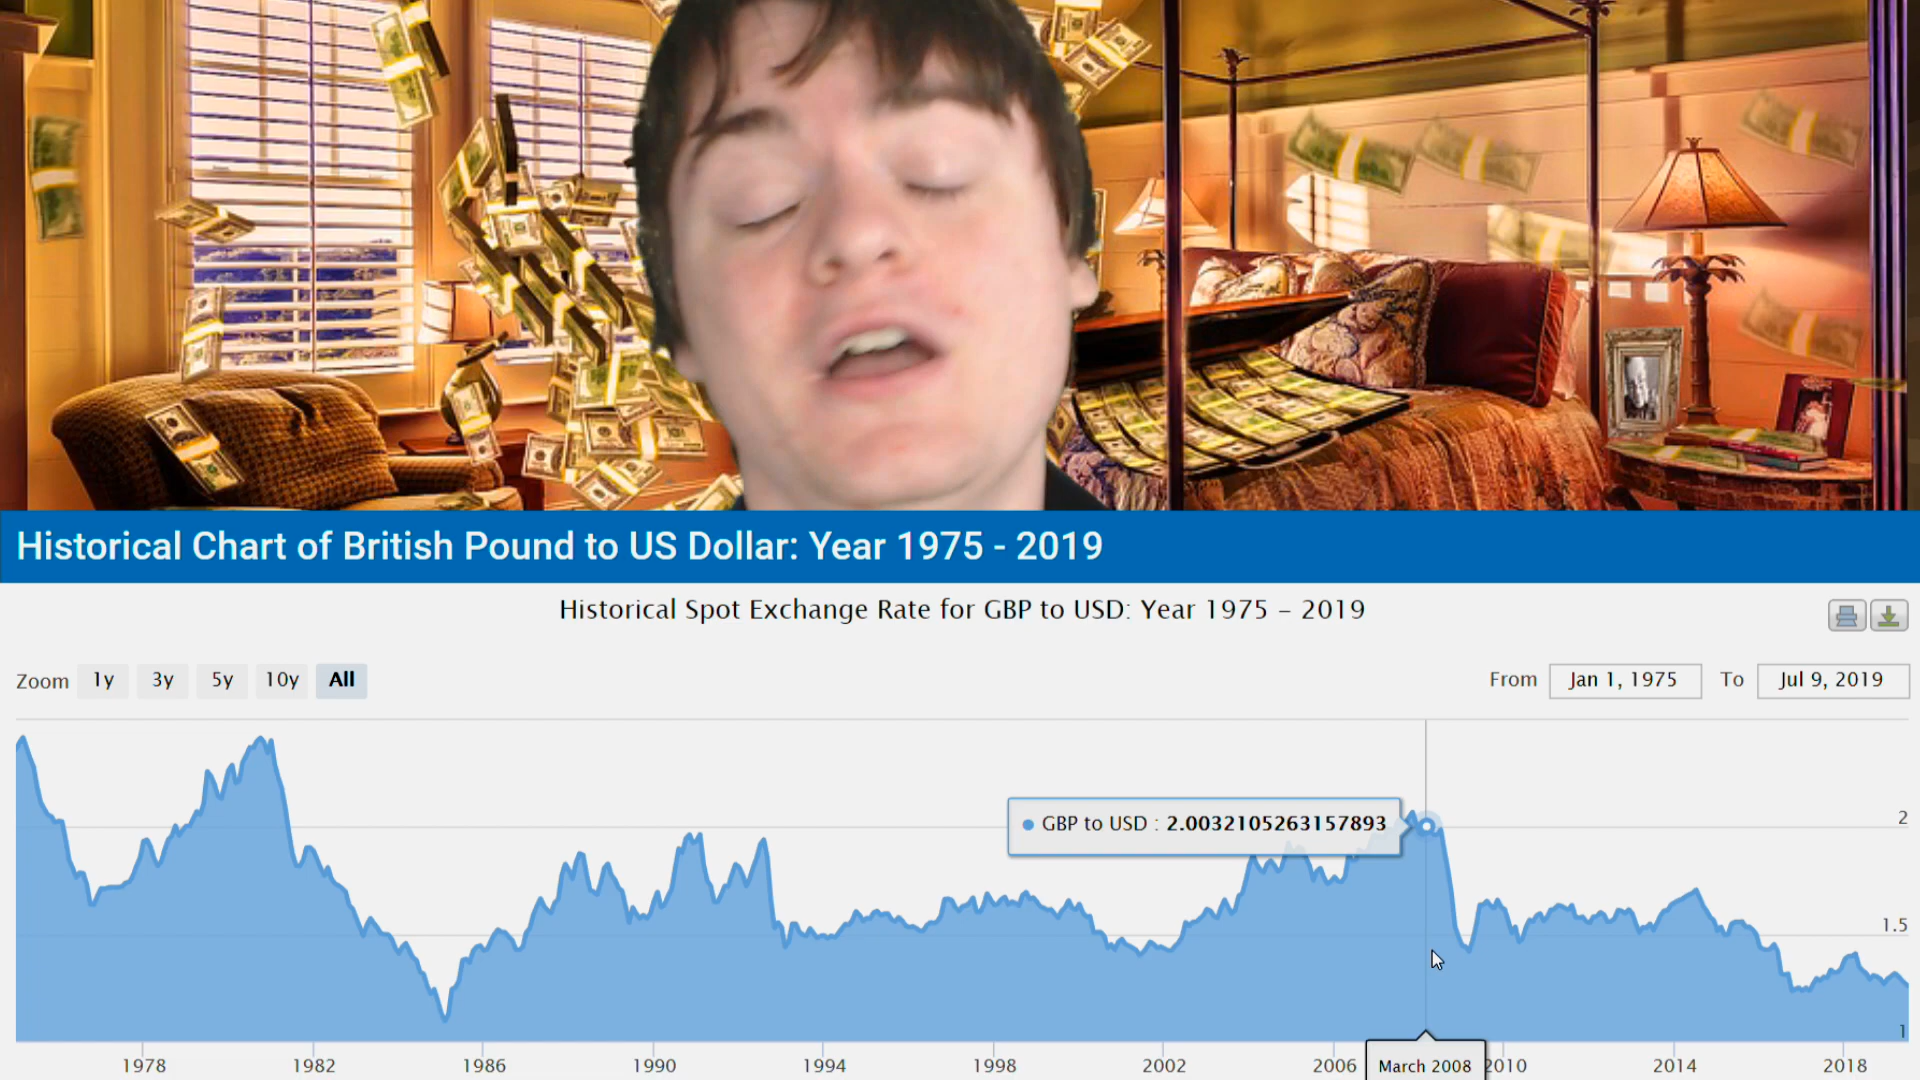 Historical Chart of British Pound to US Dollar: Year 1975 - 2019
Historical Spot Exchange Rate for GBP to USD: Year 1975 – 2019
Zoom 1y 3y 5y 10y All
From Jan 1, 1975 To Jul 9, 2019
GBP to USD : 2.0032105263157893
2
1.5
1
1978 1982 1986 1990 1994 1998 2002 2006 March 2008 2010 2014 2018